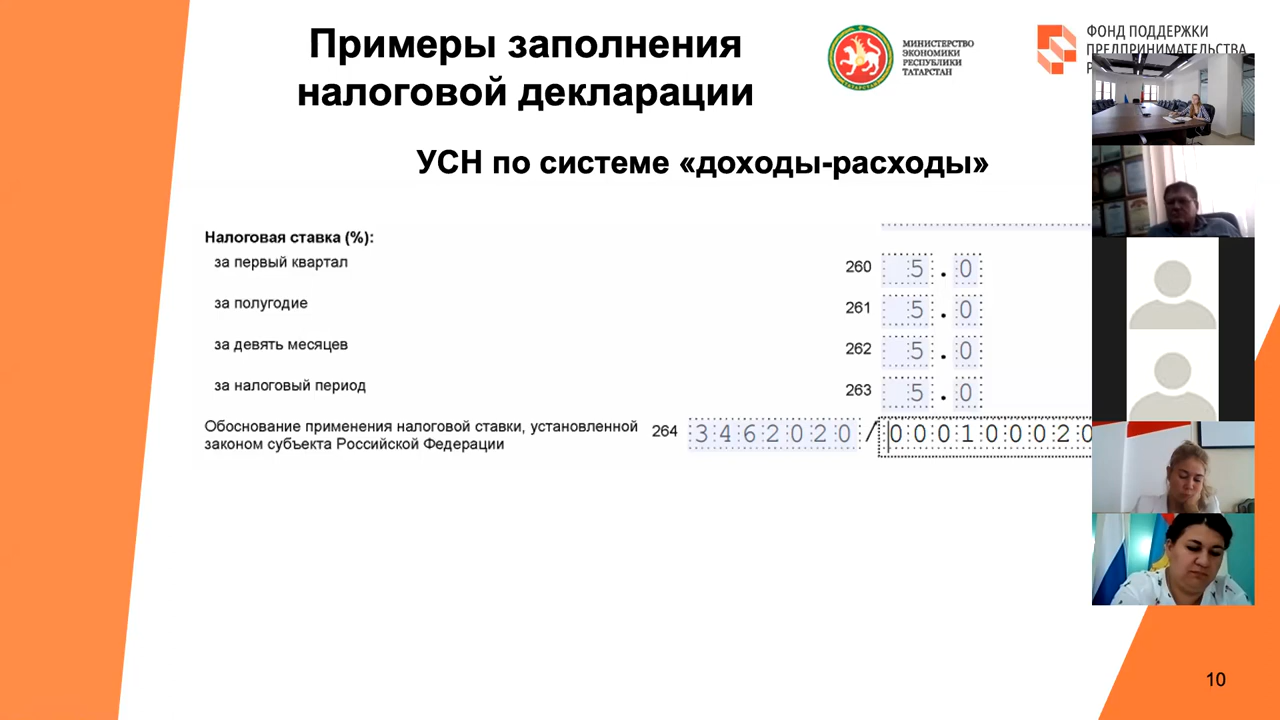 Примеры заполнения
налоговой декларации
МИНИСТЕРСТВО
ЭКОНОМИКИ
РЕСПУБЛИКИ
ТАТАРСТАН
ФОНД ПОДДЕРЖКИ
ПРЕДПРИНИМАТЕЛЬСТВА
УСН по системе «доходы-расходы»
Налоговая ставка (%):
за первый квартал 260 5.0
за полугодие 261 5.0
за девять месяцев 262 5.0
за налоговый период 263 5.0
Обоснование применения налоговой ставки, установленной
законом субъекта Российской Федерации
264 3462020/000100020
10